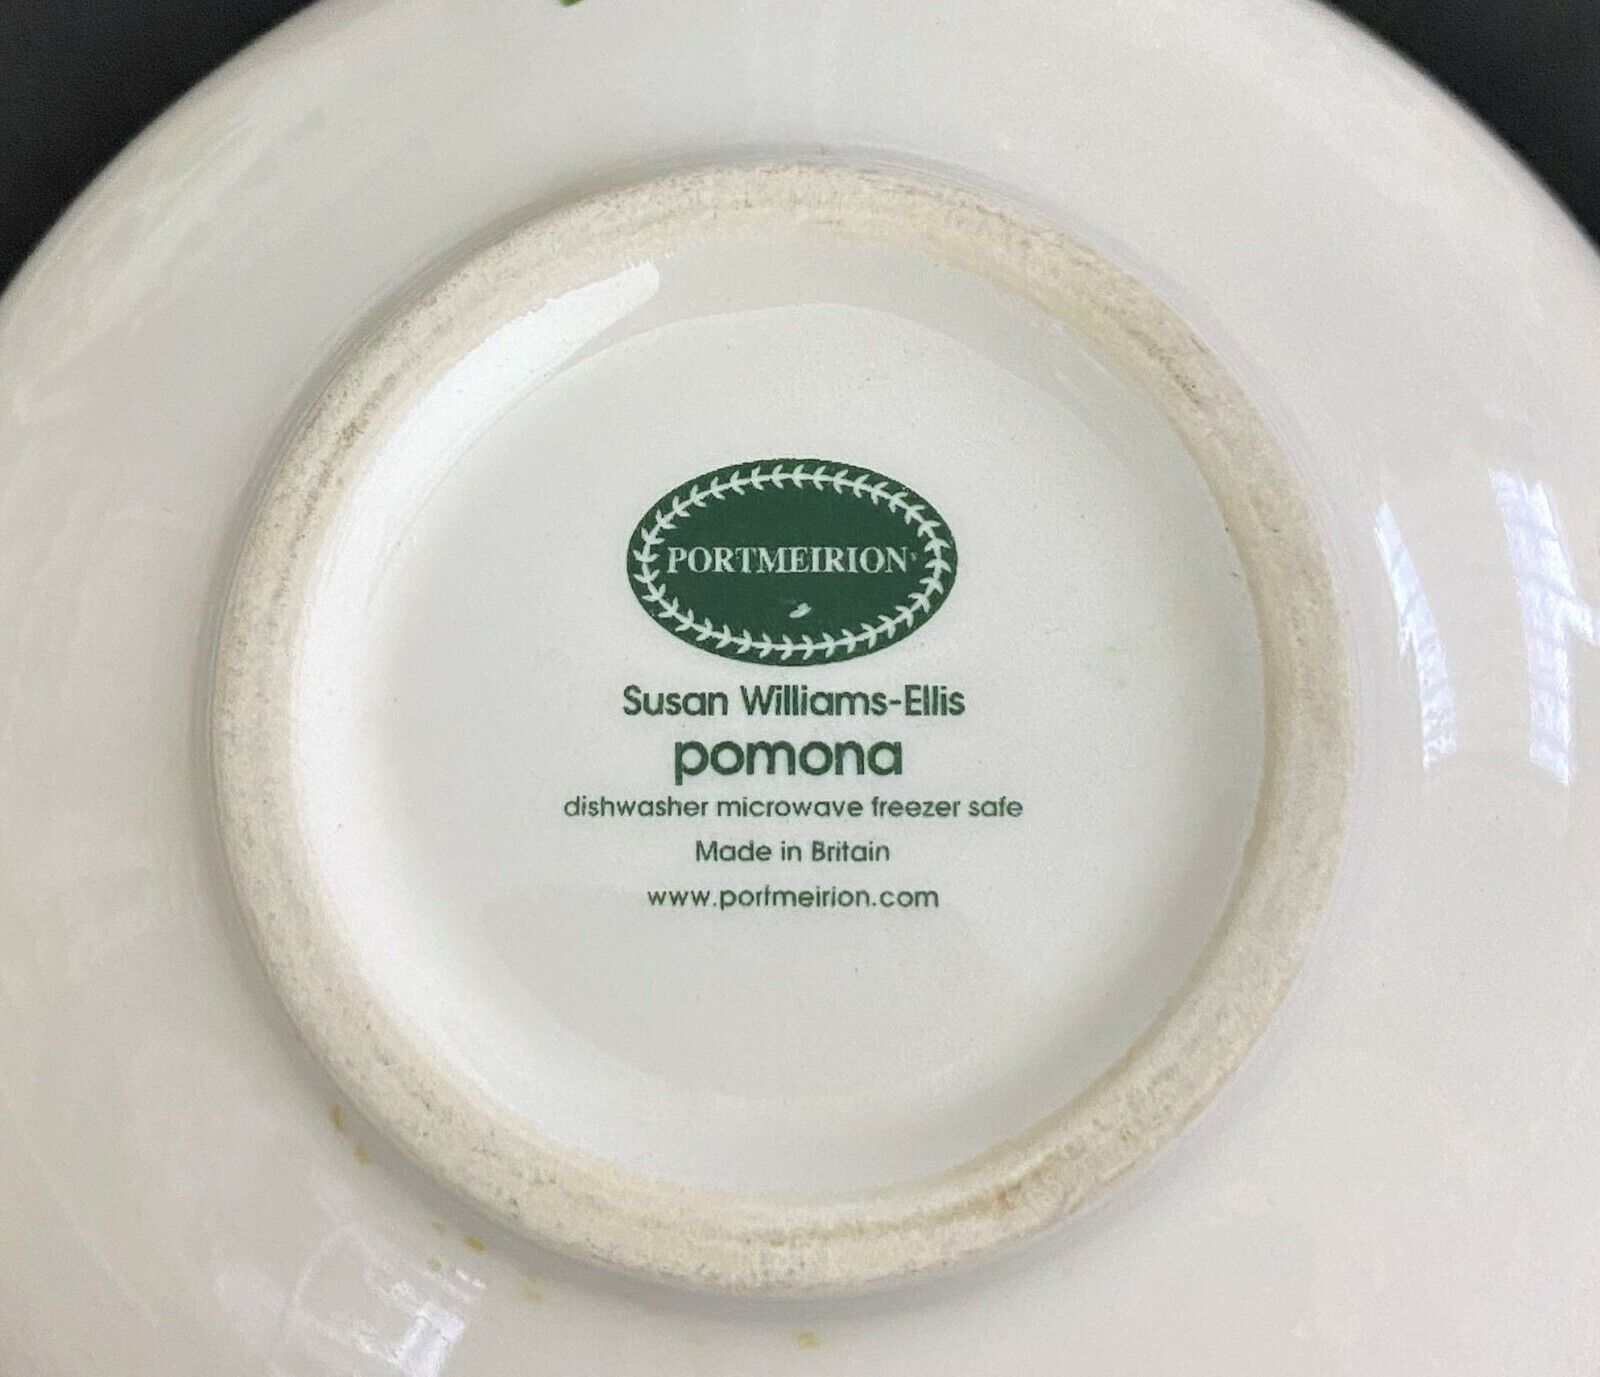 PORTMEIRION
Susan Williams-Ellis
pomona
dishwasher microwave freezer safe
Made in Britain
www.portmeirion.com